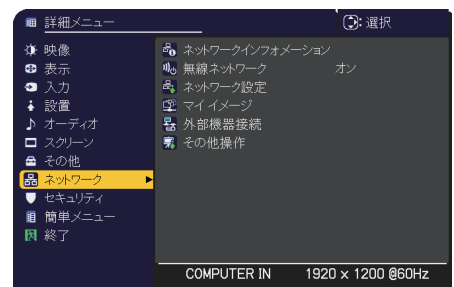 詳細メニュー
:選択
映像
表示
入力
設置
オーディオ
スクリーン
その他
ネットワーク
セキュリティ
簡単メニュー
終了
ネットワークインフォメーション
無線ネットワーク オン
ネットワーク設定
マイ イメージ
外部機器接続
その他操作
COMPUTER IN 1920 x 1200 @60Hz